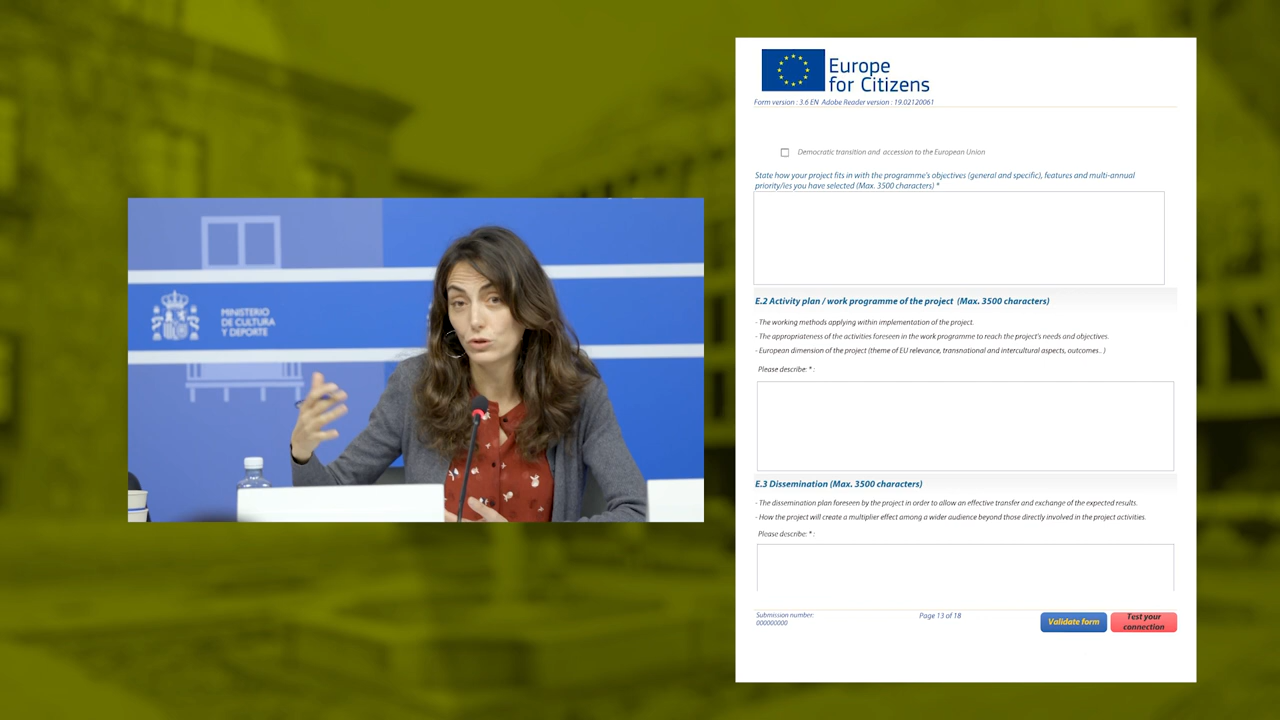 MINISTERIO
DE CULTURA
Y DEPORTE
Europe
for Citizens
Form version : 3.6 EN Adobe Reader version : 19.02120061
Democratic transition and accession to the European Union
State how your project fits in with the programme's objectives (general and specific), features and multi-annual
priority/ies you have selected (Max. 3500 characters) *
E.2 Activity plan / work programme of the project (Max. 3500 characters)
- The working methods applying within implementation of the project.
- The appropriateness of the activities foreseen in the work programme to reach the project's needs and objectives.
- European dimension of the project (theme of EU relevance, transnational and intercultural aspects, outcomes.. )
Please describe: * :
E.3 Dissemination (Max. 3500 characters)
- The dissemination plan foreseen by the project in order to allow an effective transfer and exchange of the expected results.
- How the project will create a multiplier effect among a wider audience beyond those directly involved in the project activities.
Please describe: * :
Submission number:
000000000
Page 13 of 18
Validate form
Test your
connection